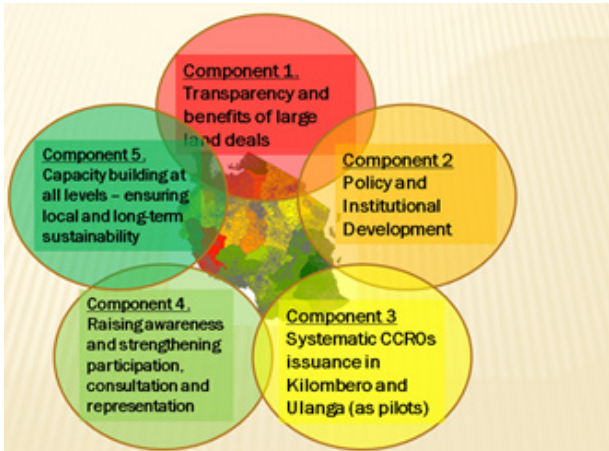 Component 1.
Transparency and
benefits of large
land deals
Component 2
Policy and
Institutional
Development
Component 3
Systematic CCROs
issuance in
Kilombero and
Ulanga (as pilots)
Component 4.
Raising awareness
and strengthening
participation,
consultation and
representation
Component 5.
Capacity building at
all levels – ensuring
local and long-term
sustainability